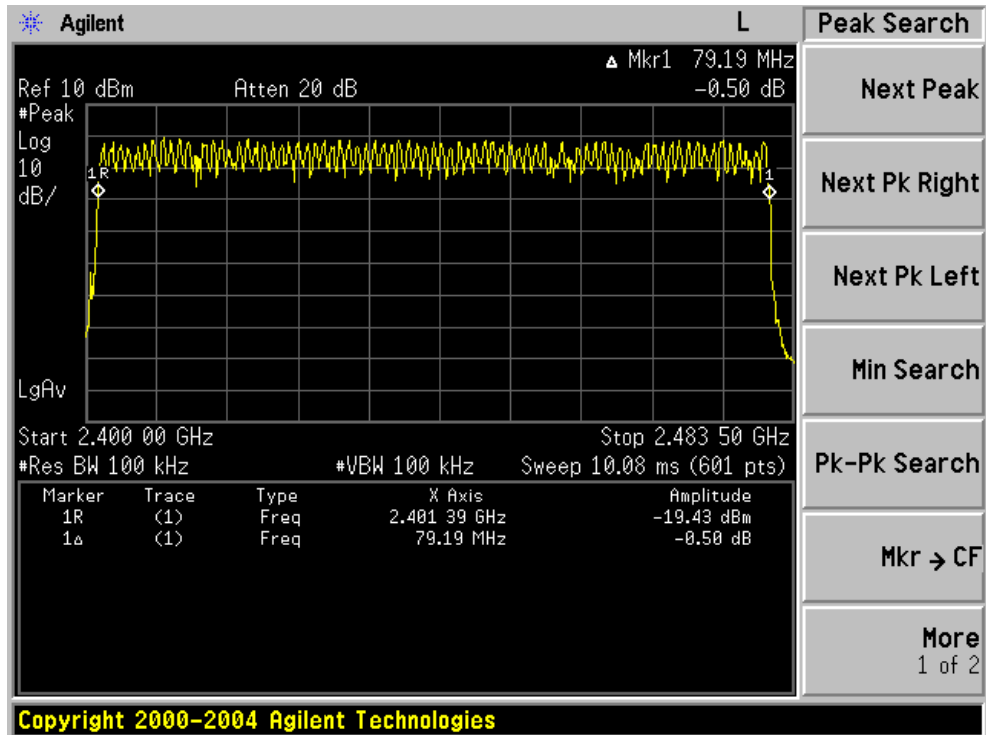 Agilent L Peak Search
Δ Mkr1 79.19 MHz
Ref 10 dBm Atten 20 dB -0.50 dB
#Peak
Log
10
dB/
1R
1
LgAv
Start 2.400 00 GHz Stop 2.483 50 GHz
#Res BW 100 kHz #VBW 100 kHz Sweep 10.08 ms (601 pts)
Marker Trace Type X Axis Amplitude
1R (1) Freq 2.401 39 GHz -19.43 dBm
1Δ (1) Freq 79.19 MHz -0.50 dB
Next Peak
Next Pk Right
Next Pk Left
Min Search
Pk-Pk Search
Mkr → CF
More
1 of 2
Copyright 2000-2004 Agilent Technologies